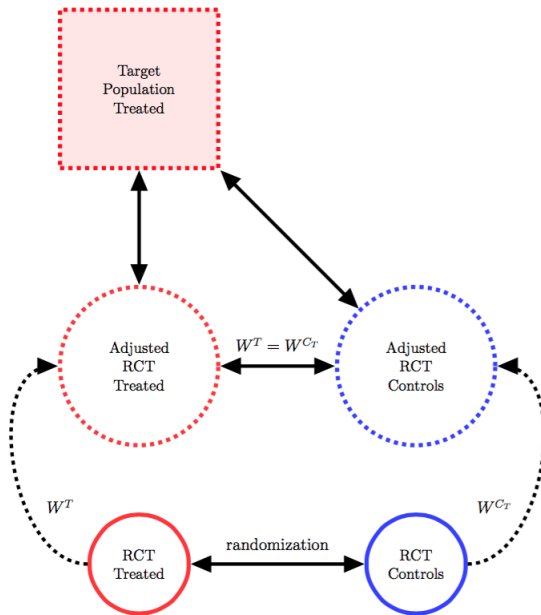 Target
Population
Treated
Adjusted
RCT
Treated
W^T = W^{C_T}
Adjusted
RCT
Controls
W^T
W^{C_T}
RCT
Treated
randomization
RCT
Controls